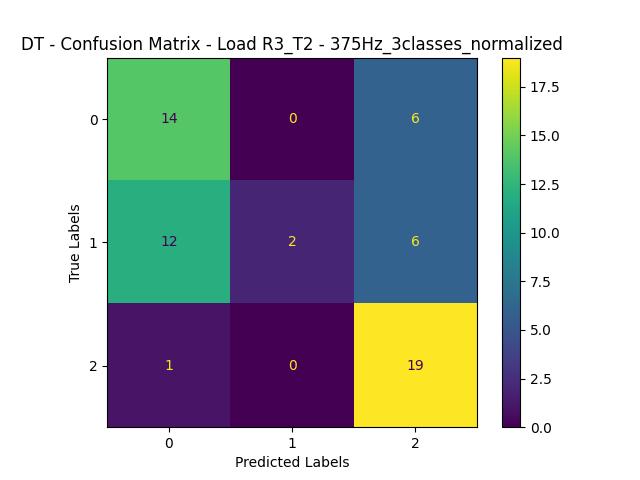 DT - Confusion Matrix - Load R3_T2 - 375Hz_3classes_normalized
True Labels
0 14 0 6
1 12 2 6
2 1 0 19
0 1 2
Predicted Labels
17.5
15.0
12.5
10.0
7.5
5.0
2.5
0.0